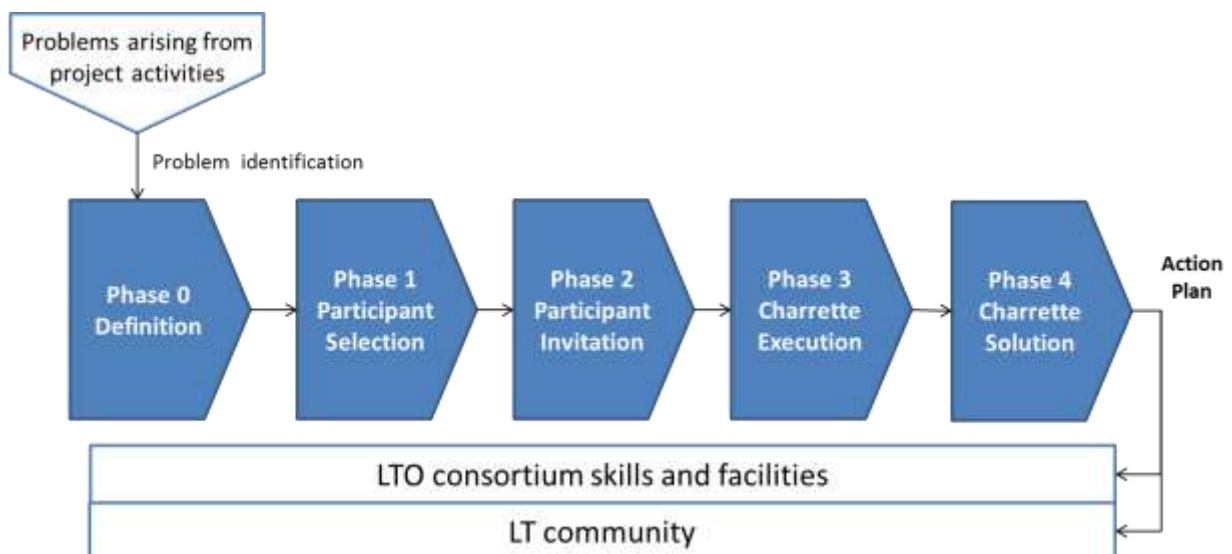 Problems arising from
project activities
Problem identification
Phase 0
Definition
Phase 1
Participant
Selection
Phase 2
Participant
Invitation
Phase 3
Charrette
Execution
Phase 4
Charrette
Solution
Action
Plan
LTO consortium skills and facilities
LT community